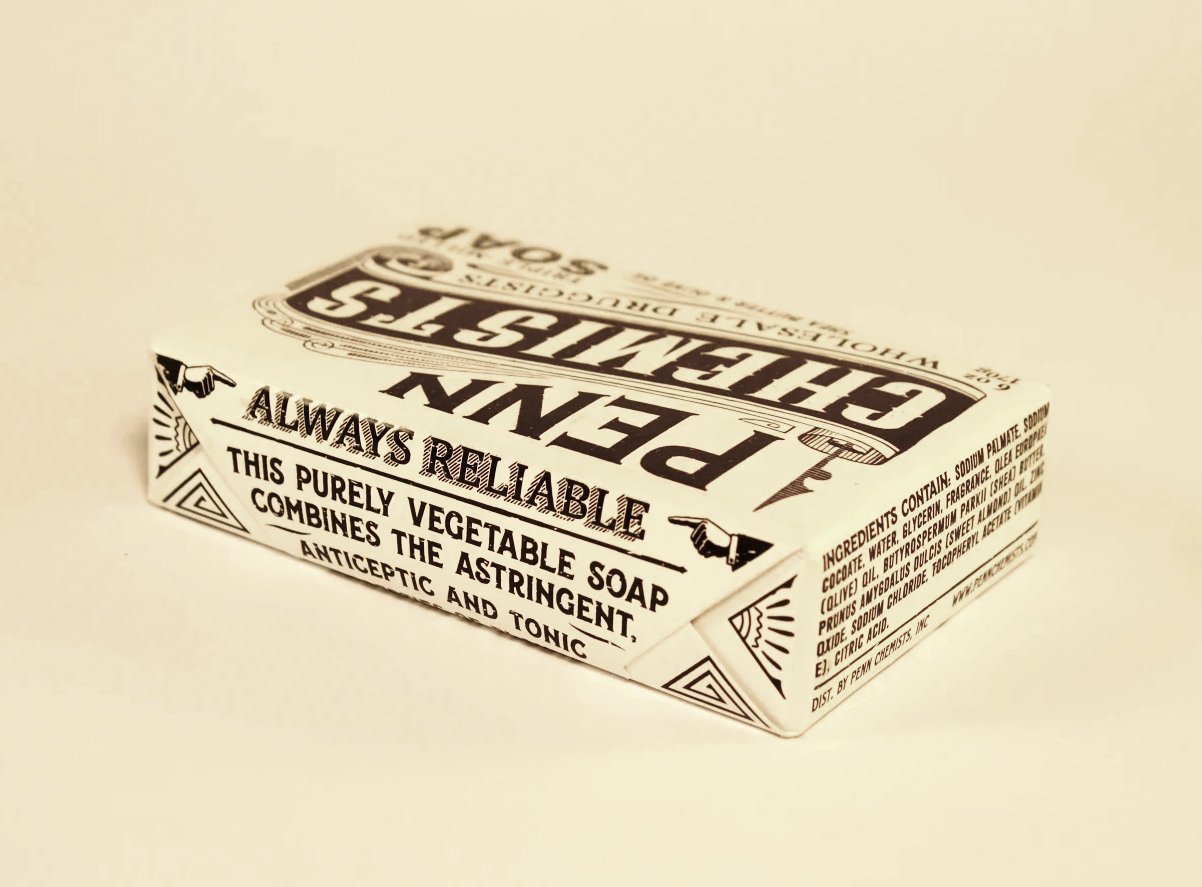 PENN
CHEMISTS
WHOLESALE DRUGGISTS
SOAP
ALWAYS RELIABLE
THIS PURELY VEGETABLE SOAP
COMBINES THE ASTRINGENT,
ANTICEPTIC AND TONIC
INGREDIENTS CONTAIN: SODIUM PALMATE, SODIUM
COCOATE, WATER, GLYCERIN, FRAGRANCE, OLEA EUROPAEA
(OLIVE) OIL, BUTYROSPERMUM PARKII (SHEA) BUTTER,
PRUNUS AMYGDALUS DULCIS (SWEET ALMOND) OIL, ZINC
OXIDE, SODIUM CHLORIDE, TOCOPHERYL ACETATE (VITAMIN
E), CITRIC ACID.
DIST. BY PENN CHEMISTS, INC WWW.PENNCHEMISTS.COM